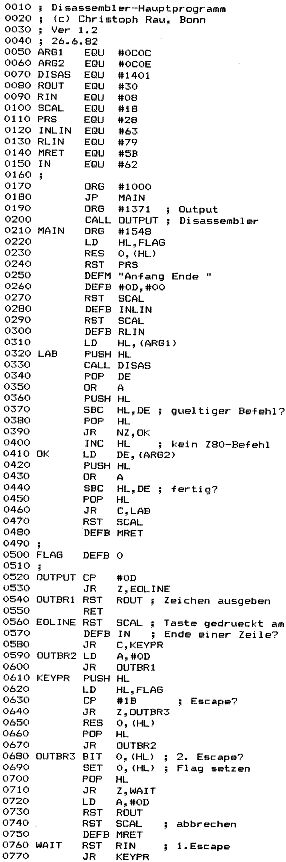 0010 ; Disassembler-Hauptprogramm
0020 ; (c) Christoph Rau, Bonn
0030 ; Ver 1.2
0040 ; 26.6.82
0050 ARG1 EQU #0C0C
0060 ARG2 EQU #0C0E
0070 DISAS EQU #1401
0080 ROUT EQU #30
0090 RIN EQU #08
0100 SCAL EQU #18
0110 PRS EQU #28
0120 INLIN EQU #63
0130 RLIN EQU #79
0140 MRET EQU #5B
0150 IN EQU #62
0160 ;
0170 ORG #1000
0180 JP MAIN
0190 ORG #1371 ; Output
0200 CALL OUTPUT ; Disassembler
0210 MAIN ORG #1548
0220 LD HL,FLAG
0230 RES 0,(HL)
0240 RST PRS
0250 DEFM "Anfang Ende "
0260 DEFB #0D,#00
0270 RST SCAL
0280 DEFB INLIN
0290 RST SCAL
0300 DEFB RLIN
0310 LD HL,(ARG1)
0320 LAB PUSH HL
0330 CALL DISAS
0340 POP DE
0350 OR A
0360 PUSH HL
0370 SBC HL,DE ; gueltiger Befehl?
0380 POP HL
0390 JR NZ,OK
0400 INC HL ; kein Z80-Befehl
0410 OK LD DE,(ARG2)
0420 PUSH HL
0430 OR A
0440 SBC HL,DE ; fertig?
0450 POP HL
0460 JR C,LAB
0470 RST SCAL
0480 DEFB MRET
0490 ;
0500 FLAG DEFB 0
0510 ;
0520 OUTPUT CP #0D
0530 JR Z,EOLINE
0540 OUTBR1 RST ROUT ; Zeichen ausgeben
0550 RET
0560 EOLINE RST SCAL ; Taste gedrueckt am
0570 DEFB IN ; Ende einer Zeile?
0580 JR C,KEYPR
0590 OUTBR2 LD A,#0D
0600 JR OUTBR1
0610 KEYPR PUSH HL
0620 LD HL,FLAG
0630 CP #1B ; Escape?
0640 JR Z,OUTBR3
0650 RES 0,(HL)
0660 POP HL
0670 JR OUTBR2
0680 OUTBR3 BIT 0,(HL) ; 2. Escape?
0690 SET 0,(HL) ; Flag setzen
0700 POP HL
0710 JR Z,WAIT
0720 LD A,#0D
0730 RST ROUT
0740 RST SCAL ; abbrechen
0750 DEFB MRET
0760 WAIT RST RIN ; 1.Escape
0770 JR KEYPR